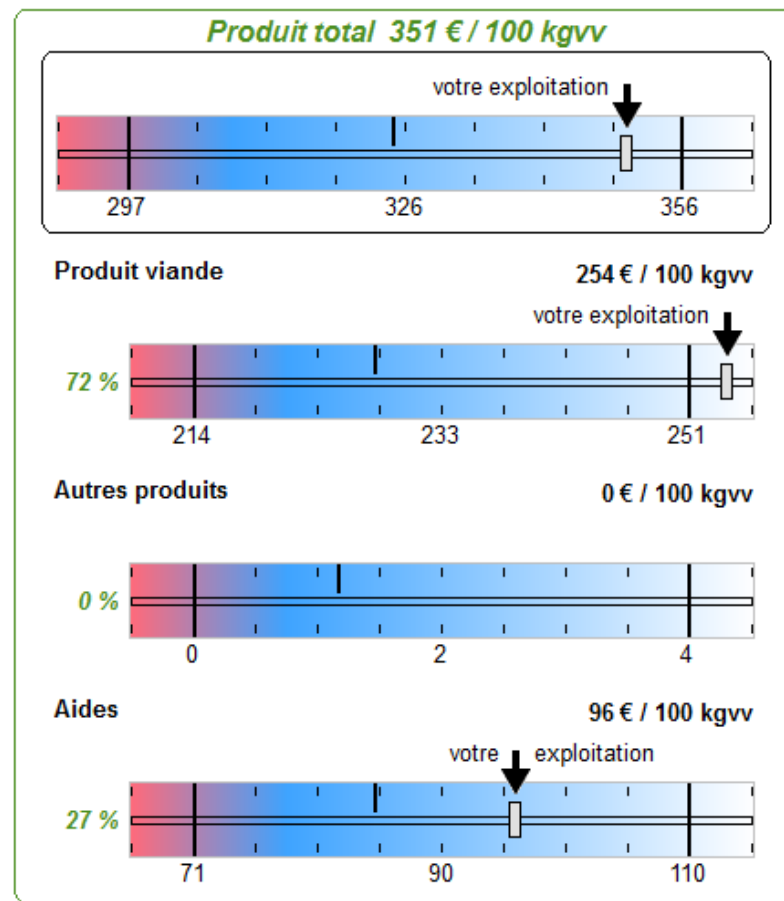 Produit total 351 € / 100 kgvv
votre exploitation
297 326 356
Produit viande 254 € / 100 kgvv
votre exploitation
72 %
214 233 251
Autres produits 0 € / 100 kgvv
0 %
0 2 4
Aides 96 € / 100 kgvv
votre exploitation
27 %
71 90 110